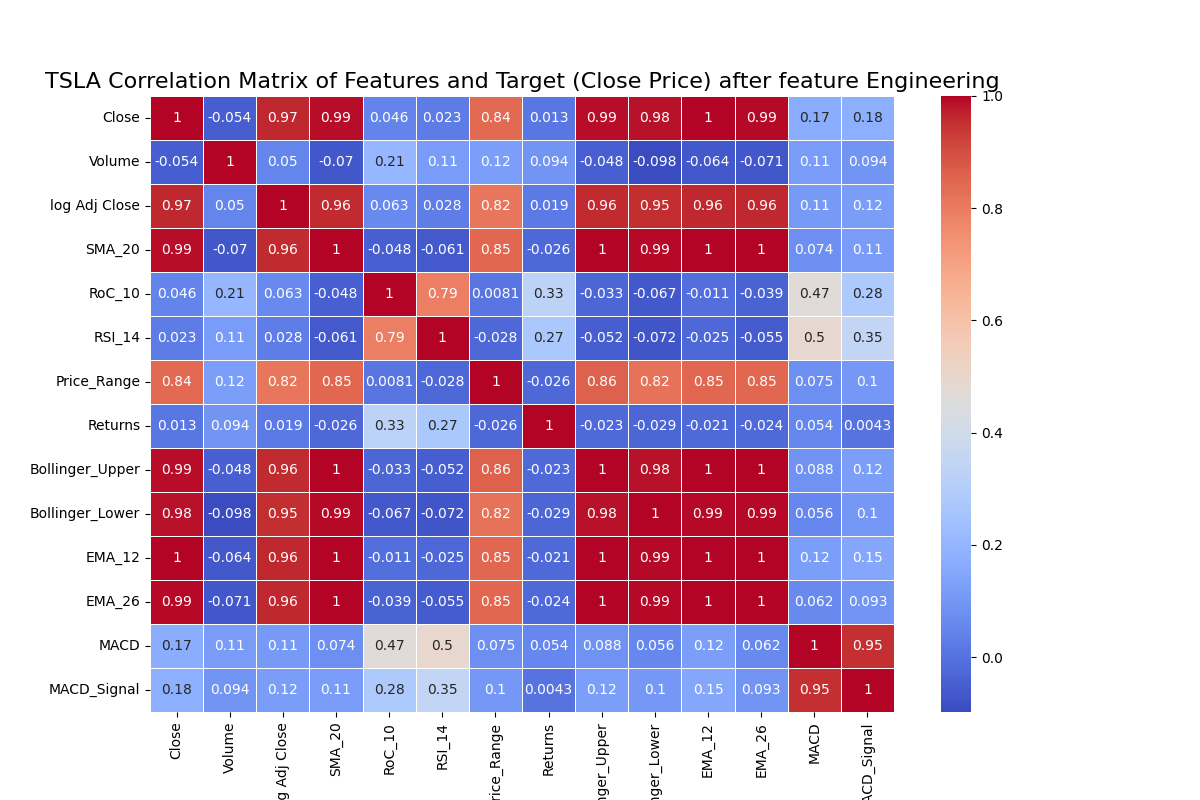 TSLA Correlation Matrix of Features and Target (Close Price) after feature Engineering
Close 1 -0.054 0.97 0.99 0.046 0.023 0.84 0.013 0.99 0.98 1 0.99 0.17 0.18
Volume -0.054 1 0.05 -0.07 0.21 0.11 0.12 0.094 -0.048 -0.098 -0.064 -0.071 0.11 0.094
log Adj Close 0.97 0.05 1 0.96 0.063 0.028 0.82 0.019 0.96 0.95 0.96 0.96 0.11 0.12
SMA_20 0.99 -0.07 0.96 1 -0.048 -0.061 0.85 -0.026 1 0.99 1 1 0.074 0.11
RoC_10 0.046 0.21 0.063 -0.048 1 0.79 0.0081 0.33 -0.033 -0.067 -0.011 -0.039 0.47 0.28
RSI_14 0.023 0.11 0.028 -0.061 0.79 1 -0.028 0.27 -0.052 -0.072 -0.025 -0.055 0.5 0.35
Price_Range 0.84 0.12 0.82 0.85 0.0081 -0.028 1 -0.026 0.86 0.82 0.85 0.85 0.075 0.1
Returns 0.013 0.094 0.019 -0.026 0.33 0.27 -0.026 1 -0.023 -0.029 -0.021 -0.024 0.054 0.0043
Bollinger_Upper 0.99 -0.048 0.96 1 -0.033 -0.052 0.86 -0.023 1 0.98 1 1 0.088 0.12
Bollinger_Lower 0.98 -0.098 0.95 0.99 -0.067 -0.072 0.82 -0.029 0.98 1 0.99 0.99 0.056 0.1
EMA_12 1 -0.064 0.96 1 -0.011 -0.025 0.85 -0.021 1 0.99 1 1 0.12 0.15
EMA_26 0.99 -0.071 0.96 1 -0.039 -0.055 0.85 -0.024 1 0.99 1 1 0.062 0.093
MACD 0.17 0.11 0.11 0.074 0.47 0.5 0.075 0.054 0.088 0.056 0.12 0.062 1 0.95
MACD_Signal 0.18 0.094 0.12 0.11 0.28 0.35 0.1 0.0043 0.12 0.1 0.15 0.093 0.95 1
Close
Volume
g Adj Close
SMA_20
RoC_10
RSI_14
rice_Range
Returns
nger_Upper
nger_Lower
EMA_12
EMA_26
MACD
ACD_Signal
1.0
0.8
0.6
0.4
0.2
0.0